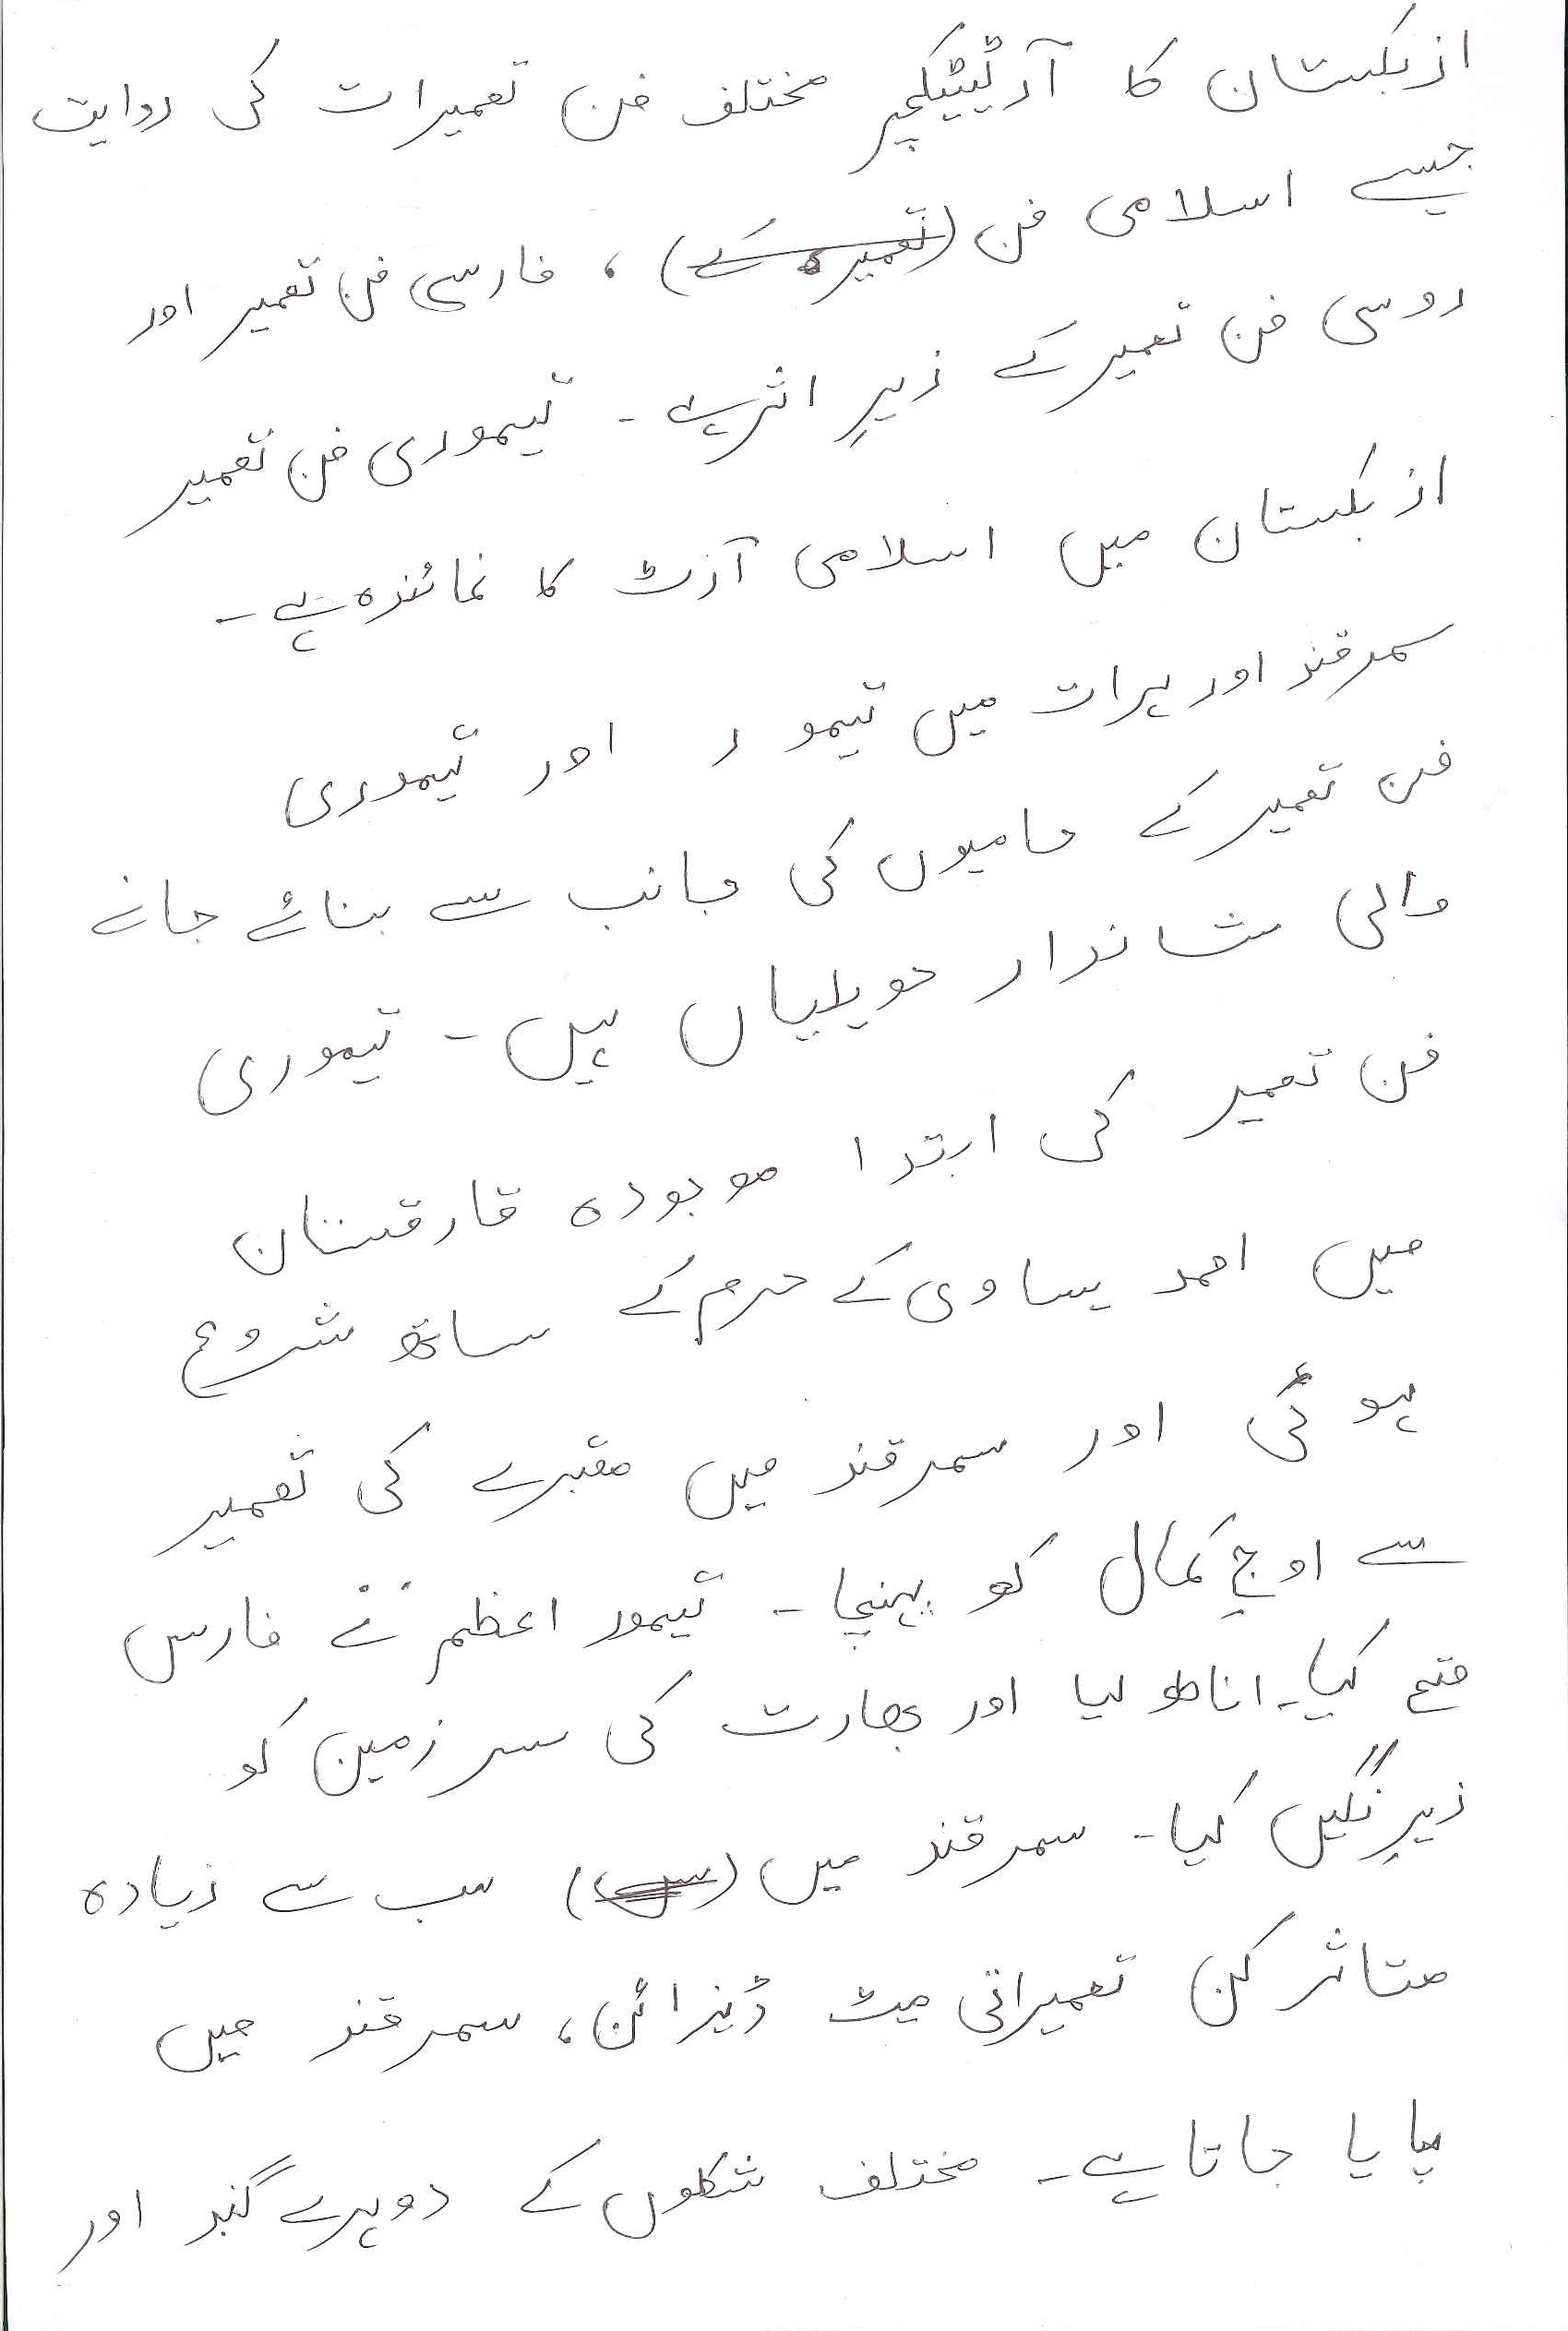 ازبکستان کا آرٹیٹیکچر مختلف فن تعمیرات کی روایت
جیسے اسلامی فن (تعمیر کے)، فارسی فن تعمیر اور
روسی فن تعمیر کے زیرِ اثر ہے۔ تیموری فن تعمیر
ازبکستان میں اسلامی آرٹ کا نمائندہ ہے۔
سمرقند اور ہرات میں تیمور اور تیموری
فن تعمیر کے حامیوں کی جانب سے بنائے جانے
والی شاندار حویلیاں ہیں۔ تیموری
فن تعمیر کی ابتدا موجودہ قازقستان
میں احمد یساوی کے حرم کے ساتھ شروع
ہو گئی اور سمرقند میں مقبرے کی تعمیر
سے اوجِ کمال کو پہنچا۔ تیمور اعظم نے فارس
فتح کیا۔ اناطولیا اور بھارت کی سرزمین کو
زیرِ نگیں کیا۔ سمرقند میں () سب سے زیادہ
متاثر کن تعمیراتی میٹ ڈیزائن، سمرقند میں
پایا جاتا ہے۔ مختلف شکلوں کے دوہرے گنبد اور